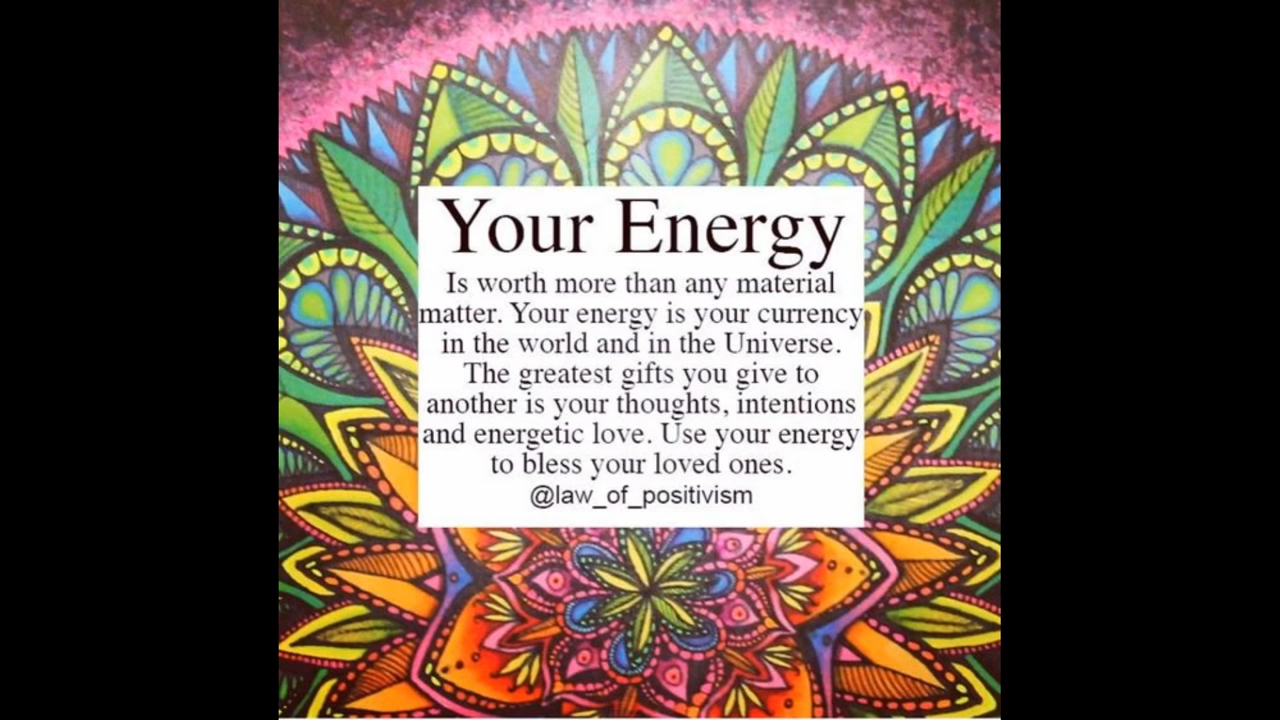 Your Energy
Is worth more than any material
matter. Your energy is your currency
in the world and in the Universe.
The greatest gifts you give to
another is your thoughts, intentions
and energetic love. Use your energy
to bless your loved ones.
@law_of_positivism